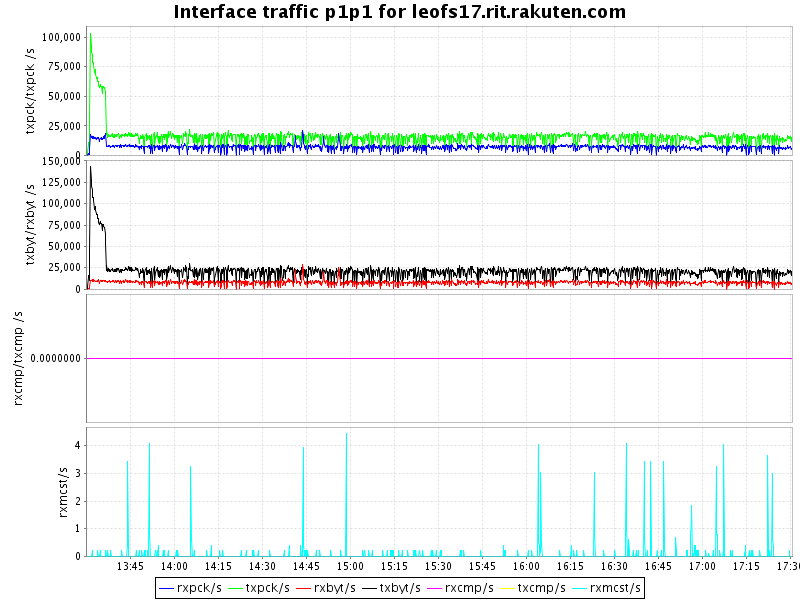 Interface traffic p1p1 for leofs17.rit.rakuten.com
txpck/txpck /s
100,000
75,000
50,000
25,000
0
txbyt/rxbyt /s
150,000
125,000
100,000
75,000
50,000
25,000
0
rxcmp/txcmp /s
0.0000000
rxmcst/s
4
3
2
1
0
13:45 14:00 14:15 14:30 14:45 15:00 15:15 15:30 15:45 16:00 16:15 16:30 16:45 17:00 17:15 17:30
rxpck/s txpck/s rxbyt/s txbyt/s rxcmp/s txcmp/s rxmcst/s